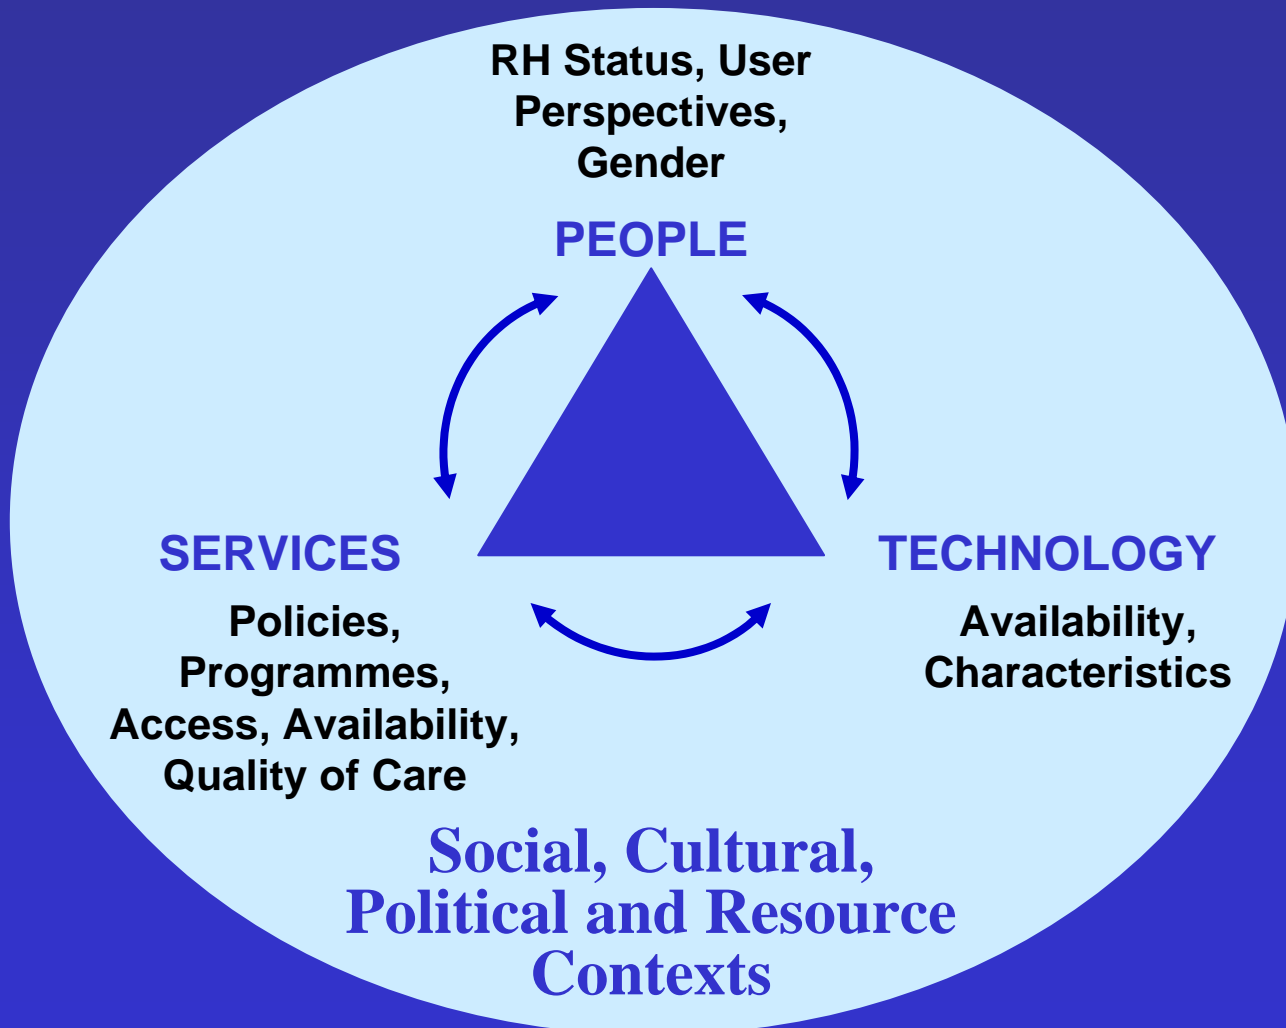 RH Status, User
Perspectives,
Gender
PEOPLE
SERVICES
Policies,
Programmes,
Access, Availability,
Quality of Care
TECHNOLOGY
Availability,
Characteristics
Social, Cultural,
Political and Resource
Contexts